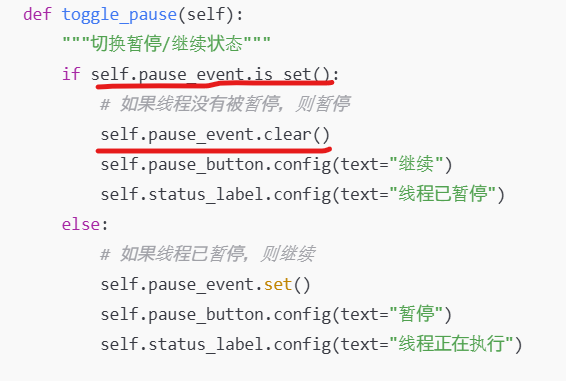 def toggle_pause(self):
"""切换暂停/继续状态"""
if self.pause_event.is_set():
# 如果线程没有被暂停，则暂停
self.pause_event.clear()
self.pause_button.config(text="继续")
self.status_label.config(text="线程已暂停")
else:
# 如果线程已暂停，则继续
self.pause_event.set()
self.pause_button.config(text="暂停")
self.status_label.config(text="线程正在执行")